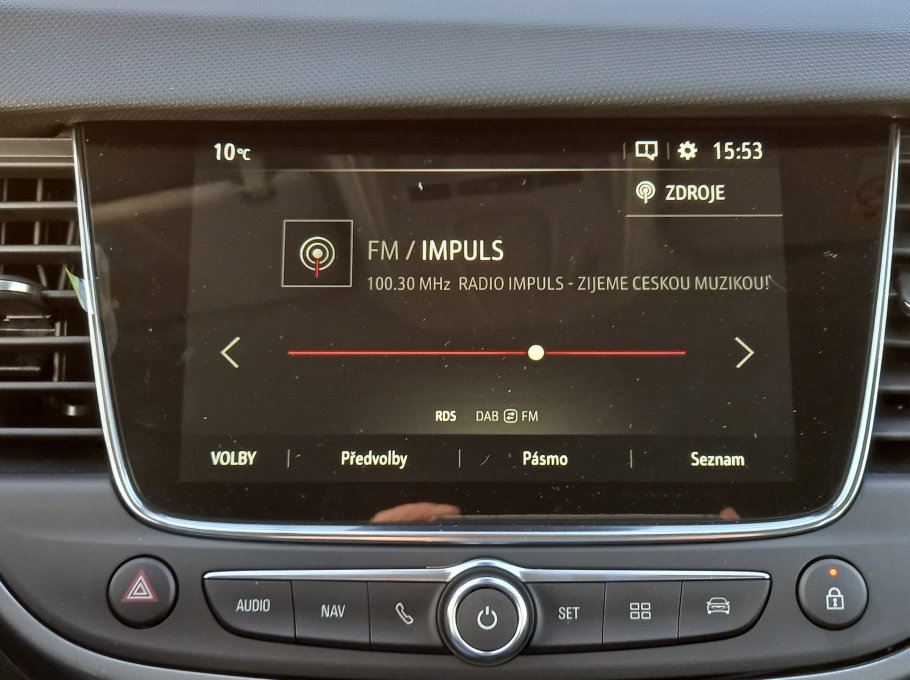 10°C 15:53
ZDROJE
FM / IMPULS
100.30 MHz RADIO IMPULS - ZIJEME CESKOU MUZIKOU!
RDS DAB FM
VOLBY | Předvolby | Pásmo | Seznam
AUDIO NAV SET